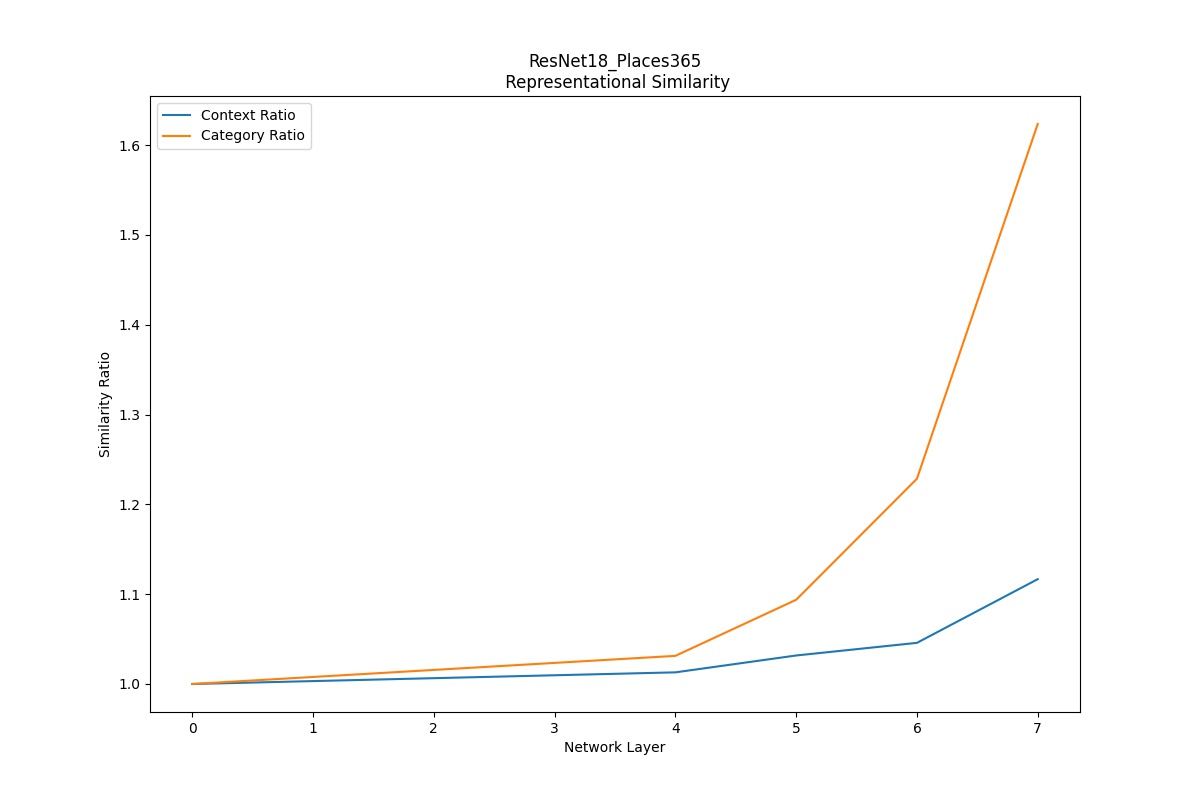 ResNet18_Places365
Representational Similarity
Context Ratio
Category Ratio
Similarity Ratio
1.6
1.5
1.4
1.3
1.2
1.1
1.0
0 1 2 3 4 5 6 7
Network Layer